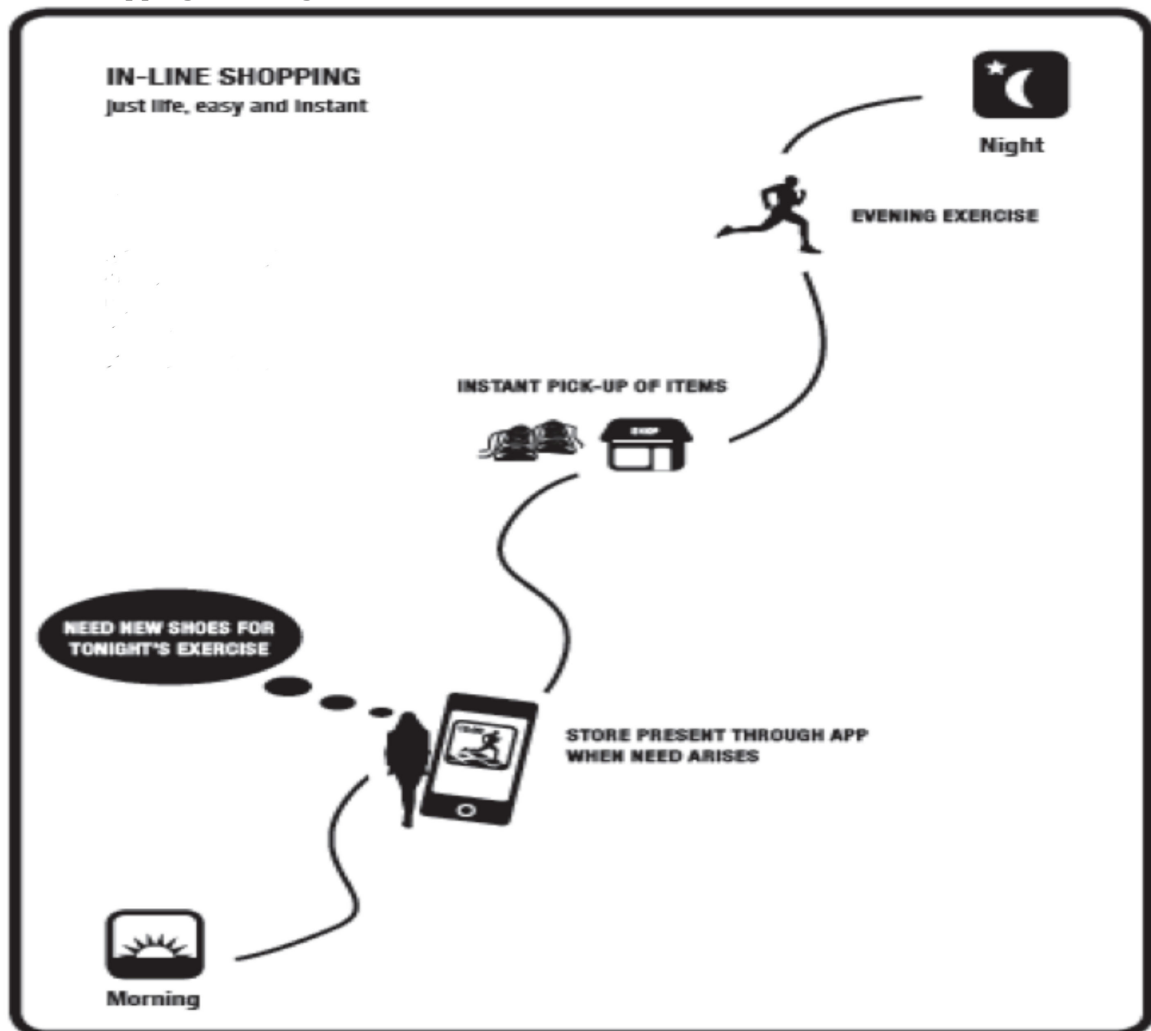 IN-LINE SHOPPING
just life, easy and instant
Night
EVENING EXERCISE
INSTANT PICK-UP OF ITEMS
SHOP
NEED NEW SHOES FOR
TONIGHT'S EXERCISE
STORE PRESENT THROUGH APP
WHEN NEED ARISES
Morning